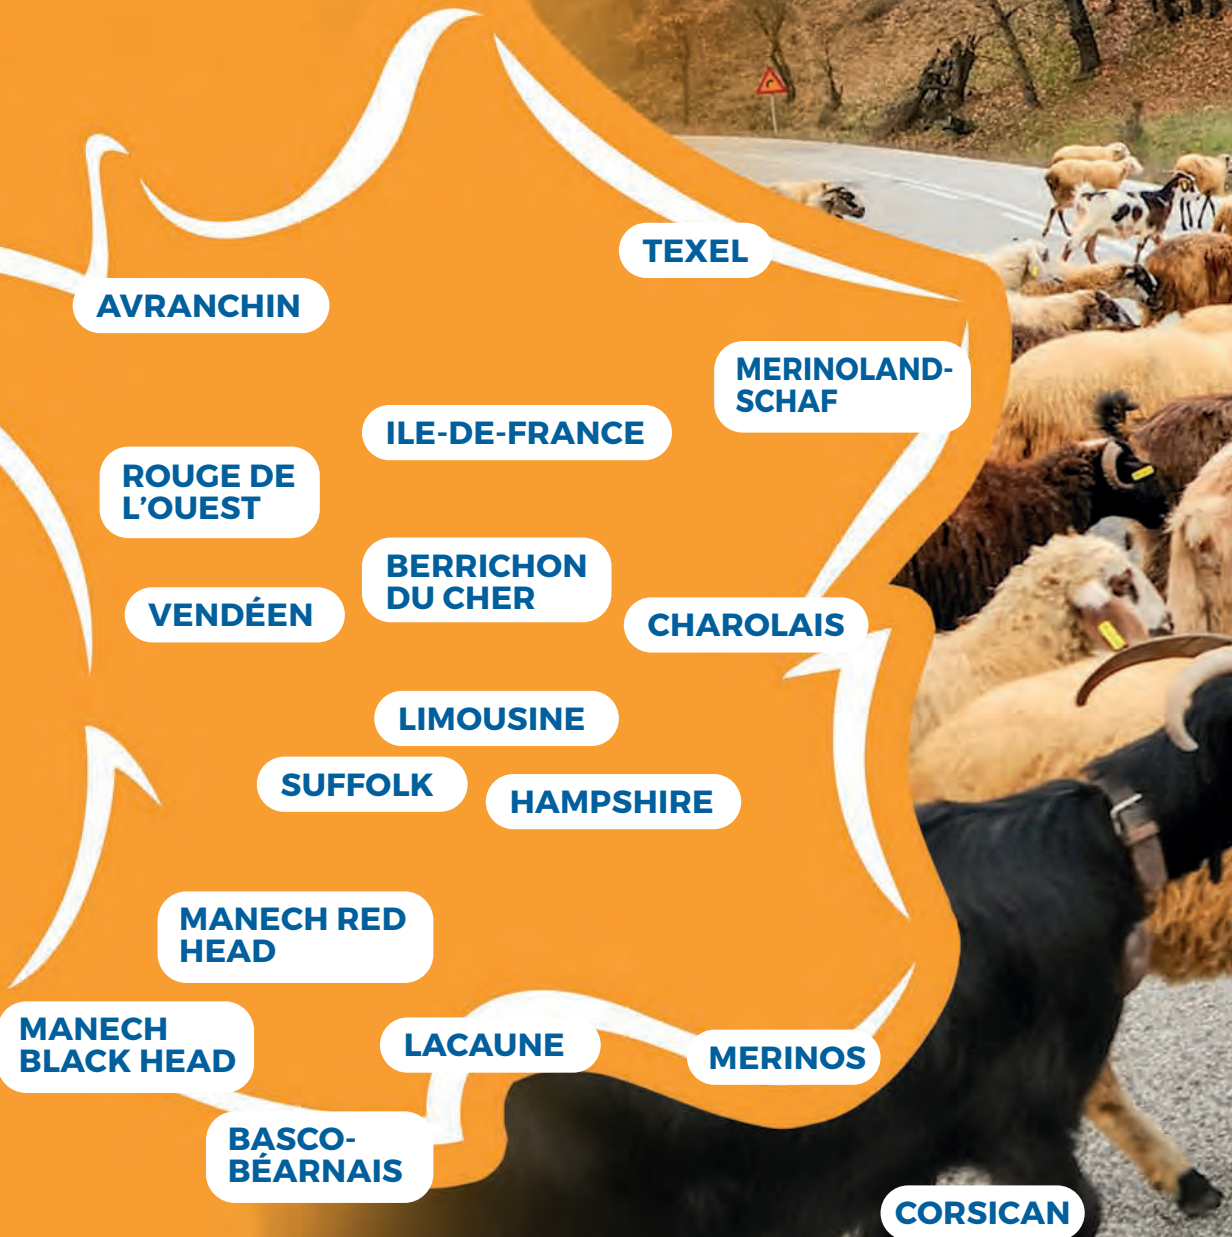 TEXEL
AVRANCHIN
MERINOLAND-
SCHAF
ILE-DE-FRANCE
ROUGE DE
L'OUEST
BERRICHON
DU CHER
VENDÉEN
CHAROLAIS
LIMOUSINE
SUFFOLK
HAMPSHIRE
MANECH RED
HEAD
MANECH
BLACK HEAD
LACAUNE
MERINOS
BASCO-
BÉARNAIS
CORSICAN